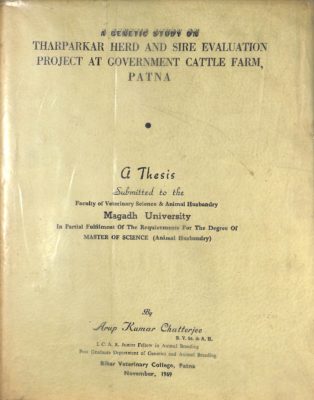 A GENETIC STUDY ON
THARPARKAR HERD AND SIRE EVALUATION
PROJECT AT GOVERNMENT CATTLE FARM,
PATNA
A Thesis
Submitted to the
Faculty of Veterinary Science & Animal Husbandry
Magadh University
In Partial Fulfilment Of The Requirements For The Degree Of
MASTER OF SCIENCE (Animal Husbandry)
By
Arup Kumar Chatterjee
B. V. Sc. & A. H.
I. C. A. R. Junior Fellow in Animal Breeding
Post Graduate Department of Genetics and Animal Breeding
Bihar Veterinary College, Patna
November, 1969